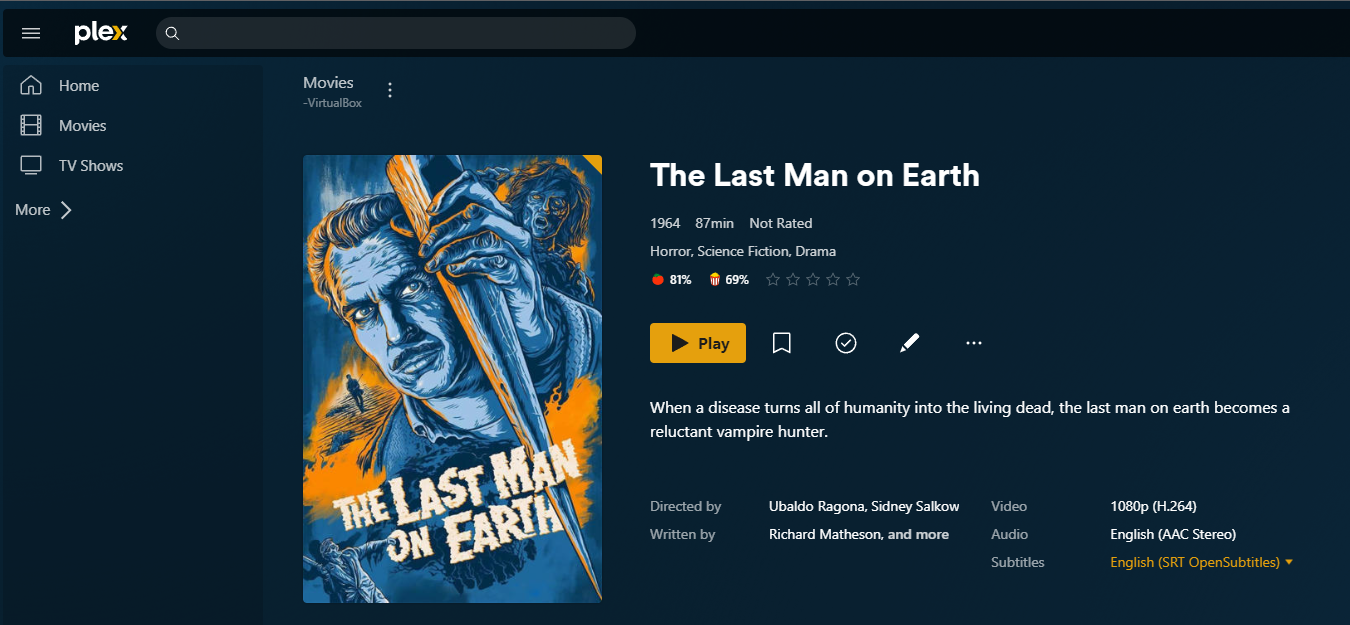 plex
Home
Movies
TV Shows
More
Movies
-VirtualBox
THE LAST MAN
ON EARTH
The Last Man on Earth
1964 87min Not Rated
Horror, Science Fiction, Drama
81% 69%
Play
When a disease turns all of humanity into the living dead, the last man on earth becomes a
reluctant vampire hunter.
Directed by Ubaldo Ragona, Sidney Salkow
Written by Richard Matheson, and more
Video 1080p (H.264)
Audio English (AAC Stereo)
Subtitles English (SRT OpenSubtitles)